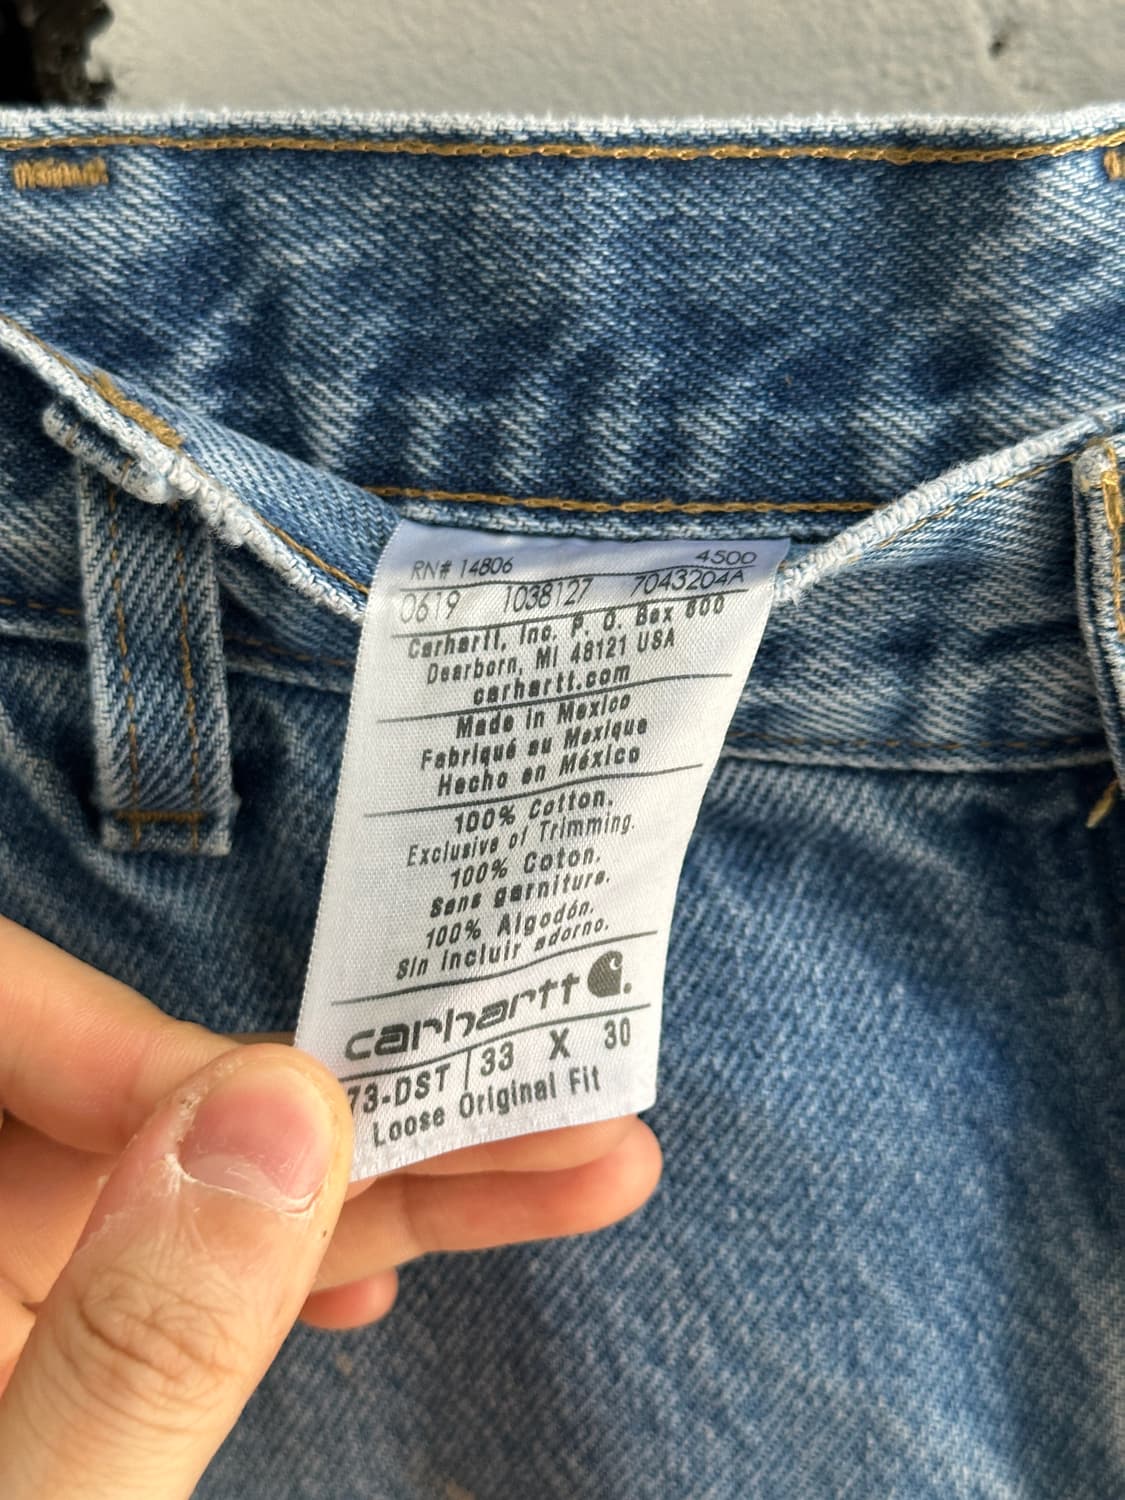 RN# 14806 4500
0619 1038127 7043204A
Carhartt, Inc. P. O. Box 600
Dearborn, MI 48121 USA
carhartt.com
Made in Mexico
Fabriqué au Mexique
Hecho en México
100% Cotton.
Exclusive of Trimming.
100% Coton.
Sans garniture.
100% Algodón.
Sin incluir adorno.
carhartt
73-DST 33 X 30
Loose Original Fit